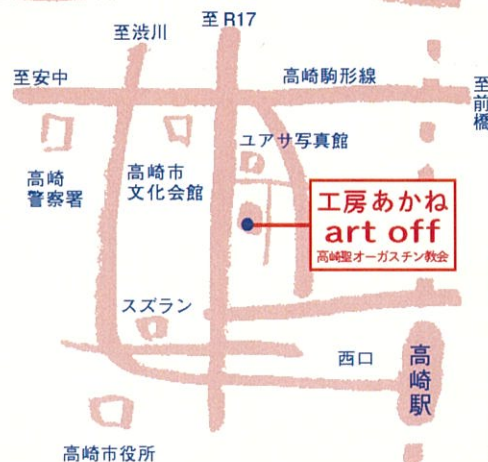 至渋川
至R17
至安中
高崎駒形線
至前橋
ユアサ写真館
高崎
警察署
高崎市
文化会館
工房あかね
art off
高崎聖オーガスチン教会
スズラン
西口
高崎駅
高崎市役所